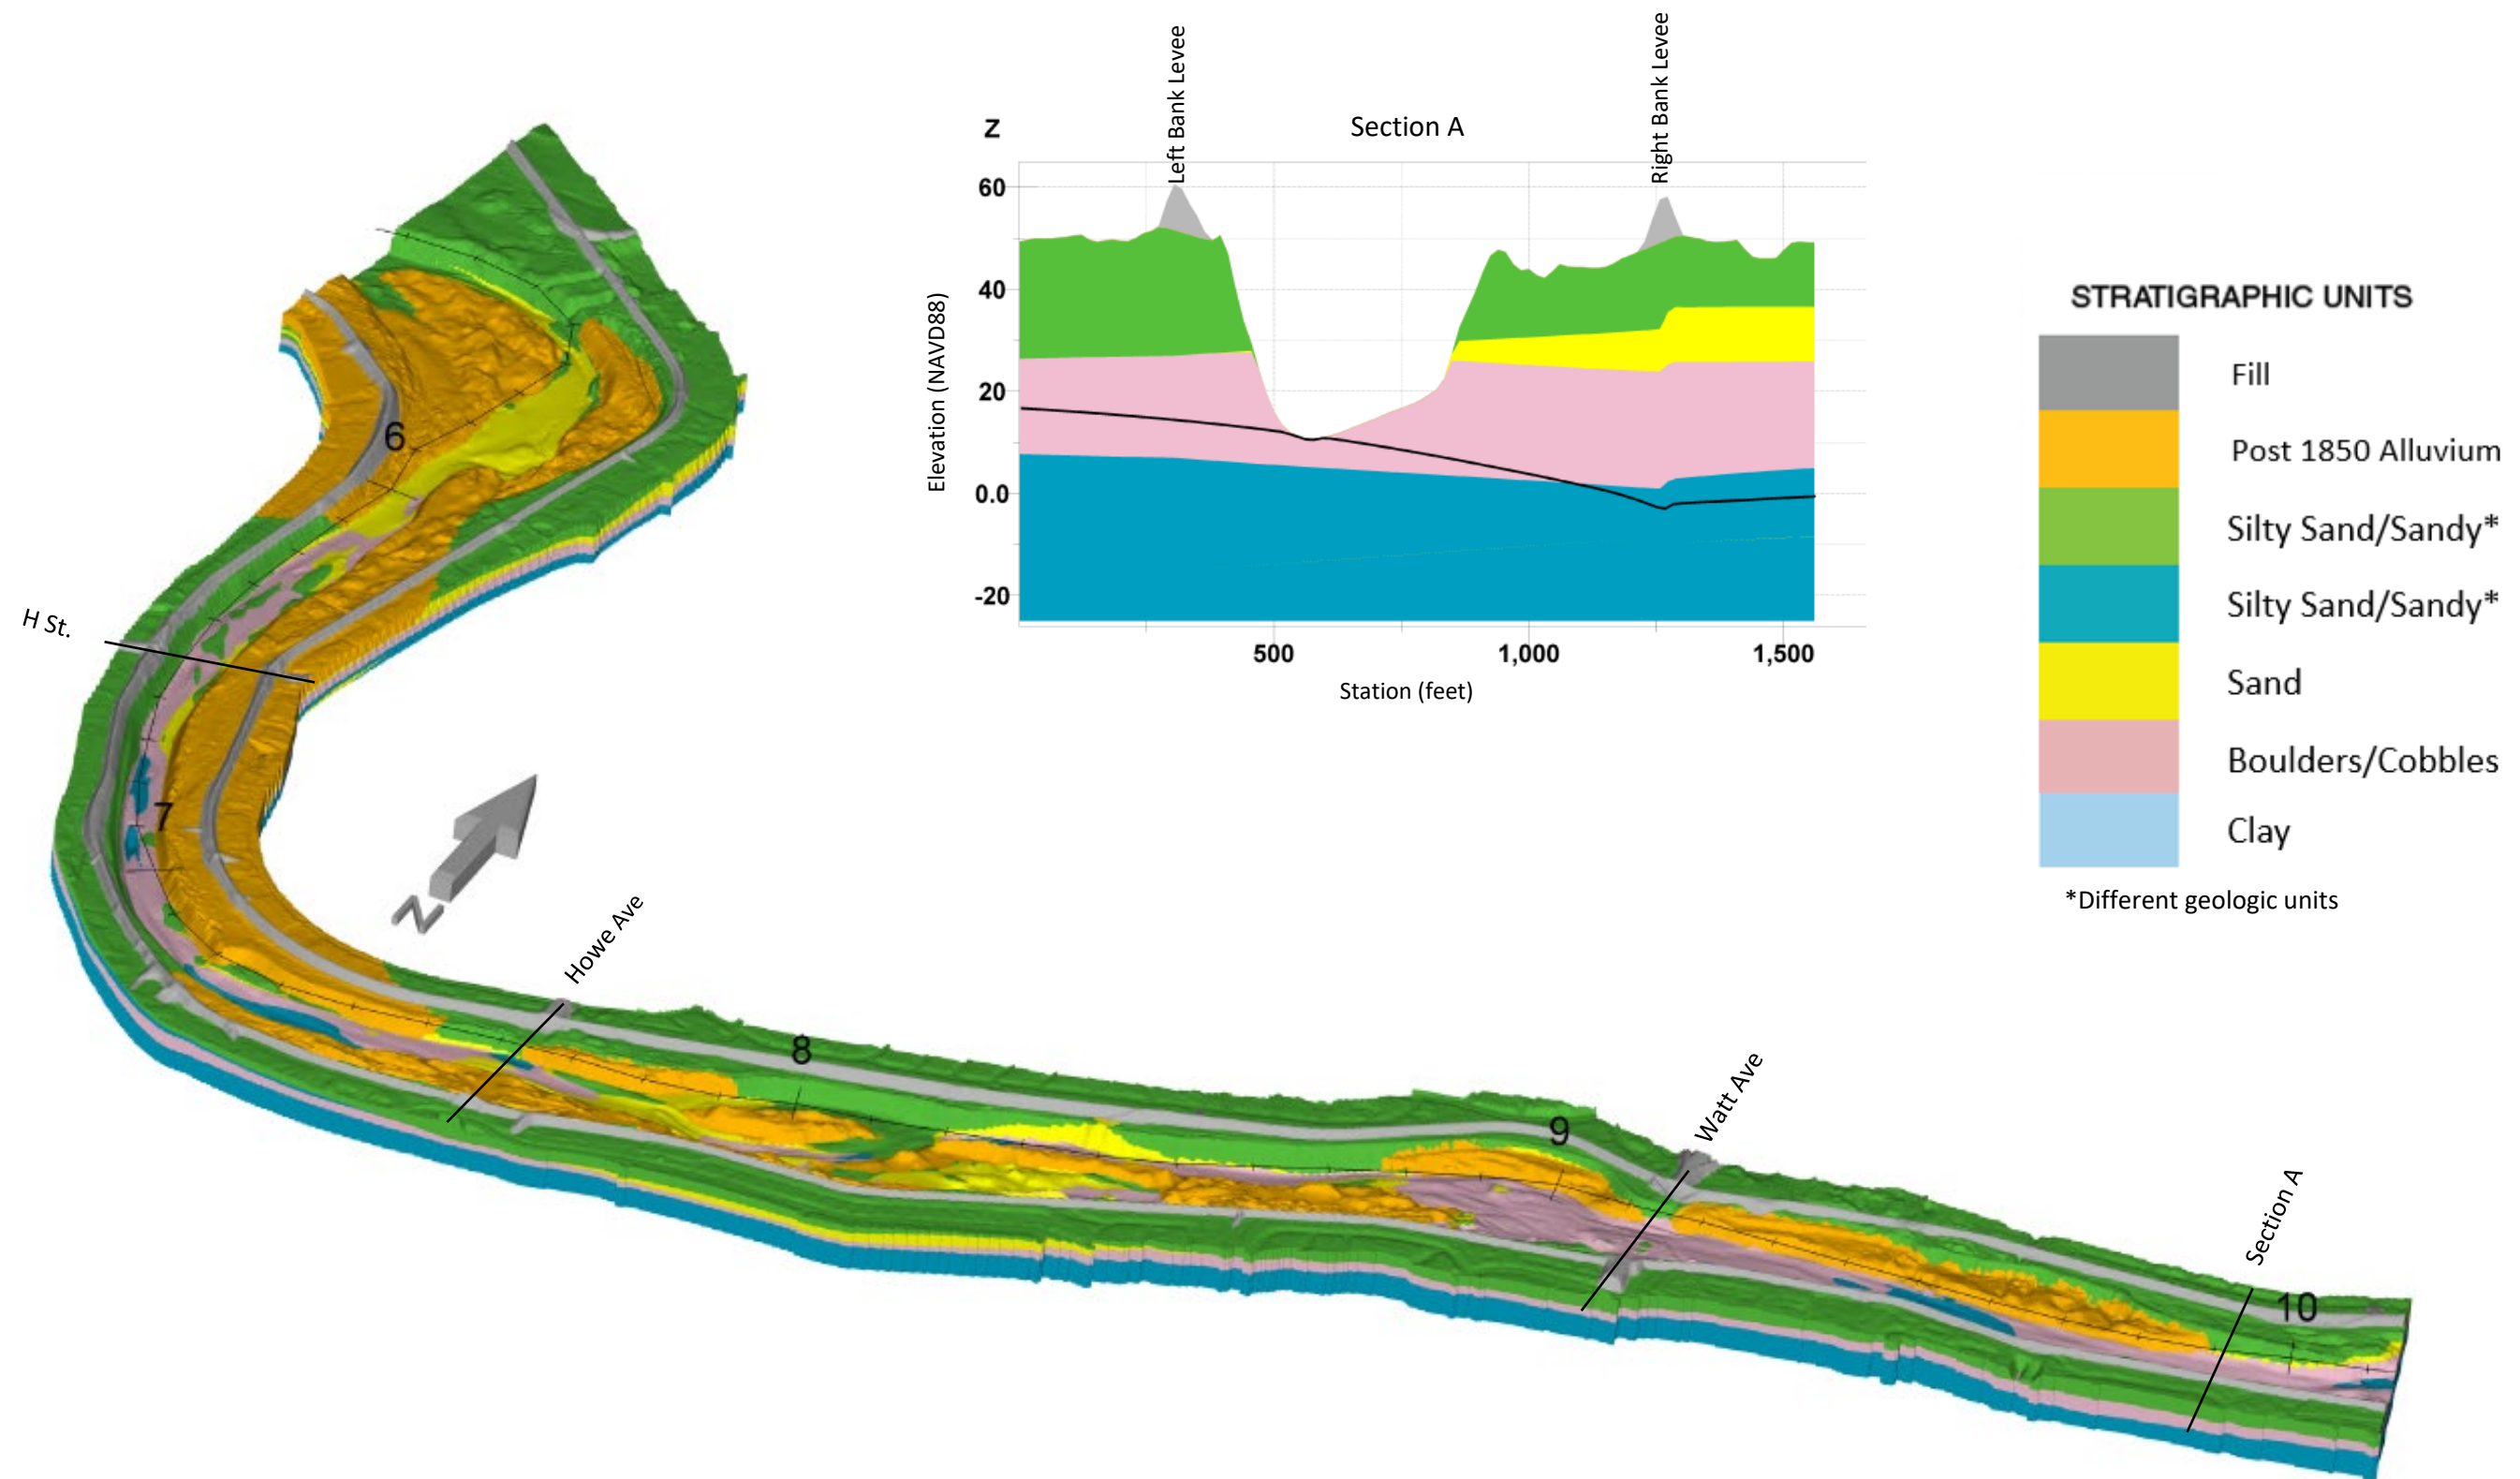 Left Bank Levee
Right Bank Levee
Z
Section A
60
40
20
0.0
-20
Elevation (NAVD88)
500
1,000
1,500
Station (feet)
STRATIGRAPHIC UNITS
Fill
Post 1850 Alluvium
Silty Sand/Sandy*
Silty Sand/Sandy*
Sand
Boulders/Cobbles
Clay
*Different geologic units
6
H St.
7
N
Howe Ave
8
9
Watt Ave
Section A
10